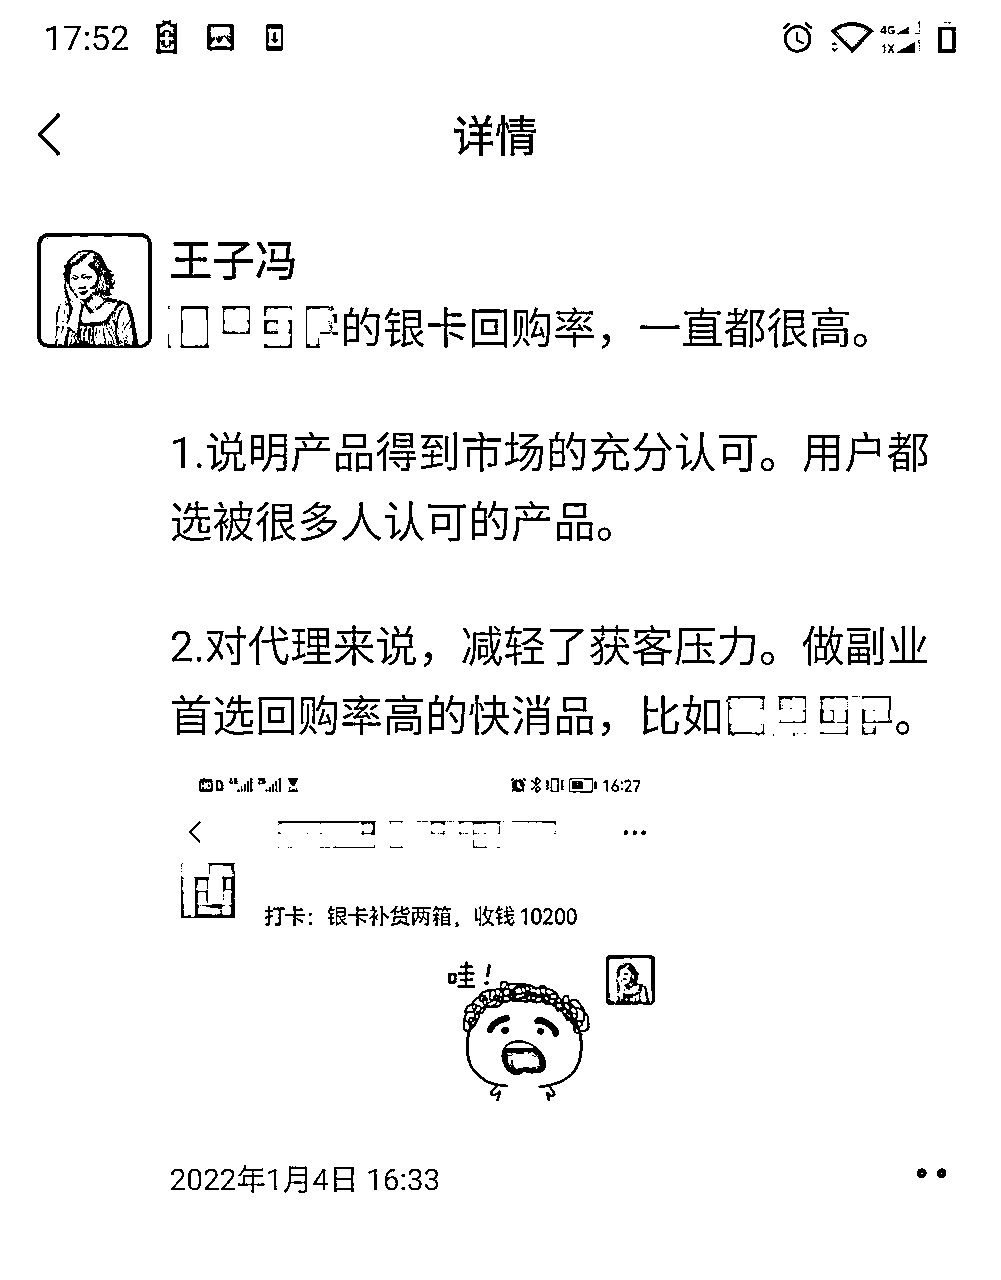 17:52
详情
王子冯
的银卡回购率，一直都很高。
1.说明产品得到市场的充分认可。用户都
选被很多人认可的产品。
2.对代理来说，减轻了获客压力。做副业
首选回购率高的快消品，比如。
16:27
打卡：银卡补货两箱，收钱10200
哇！
2022年1月4日 16:33